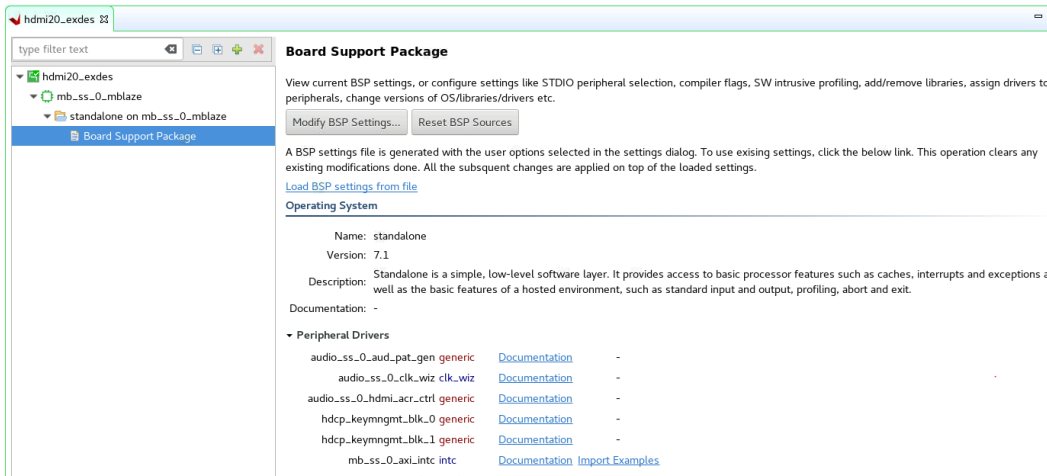 hdmi20_exdes
type filter text
hdmi20_exdes
mb_ss_0_mblaze
standalone on mb_ss_0_mblaze
Board Support Package
Board Support Package
View current BSP settings, or configure settings like STDIO peripheral selection, compiler flags, SW intrusive profiling, add/remove libraries, assign drivers to
peripherals, change versions of OS/libraries/drivers etc.
Modify BSP Settings... Reset BSP Sources
A BSP settings file is generated with the user options selected in the settings dialog. To use exising settings, click the below link. This operation clears any
existing modifications done. All the subsquent changes are applied on top of the loaded settings.
Load BSP settings from file
Operating System
Name: standalone
Version: 7.1
Description: Standalone is a simple, low-level software layer. It provides access to basic processor features such as caches, interrupts and exceptions a
well as the basic features of a hosted environment, such as standard input and output, profiling, abort and exit.
Documentation: -
Peripheral Drivers
audio_ss_0_aud_pat_gen generic Documentation -
audio_ss_0_clk_wiz clk_wiz Documentation -
audio_ss_0_hdmi_acr_ctrl generic Documentation -
hdcp_keymngmt_blk_0 generic Documentation -
hdcp_keymngmt_blk_1 generic Documentation -
mb_ss_0_axi_intc intc Documentation Import Examples